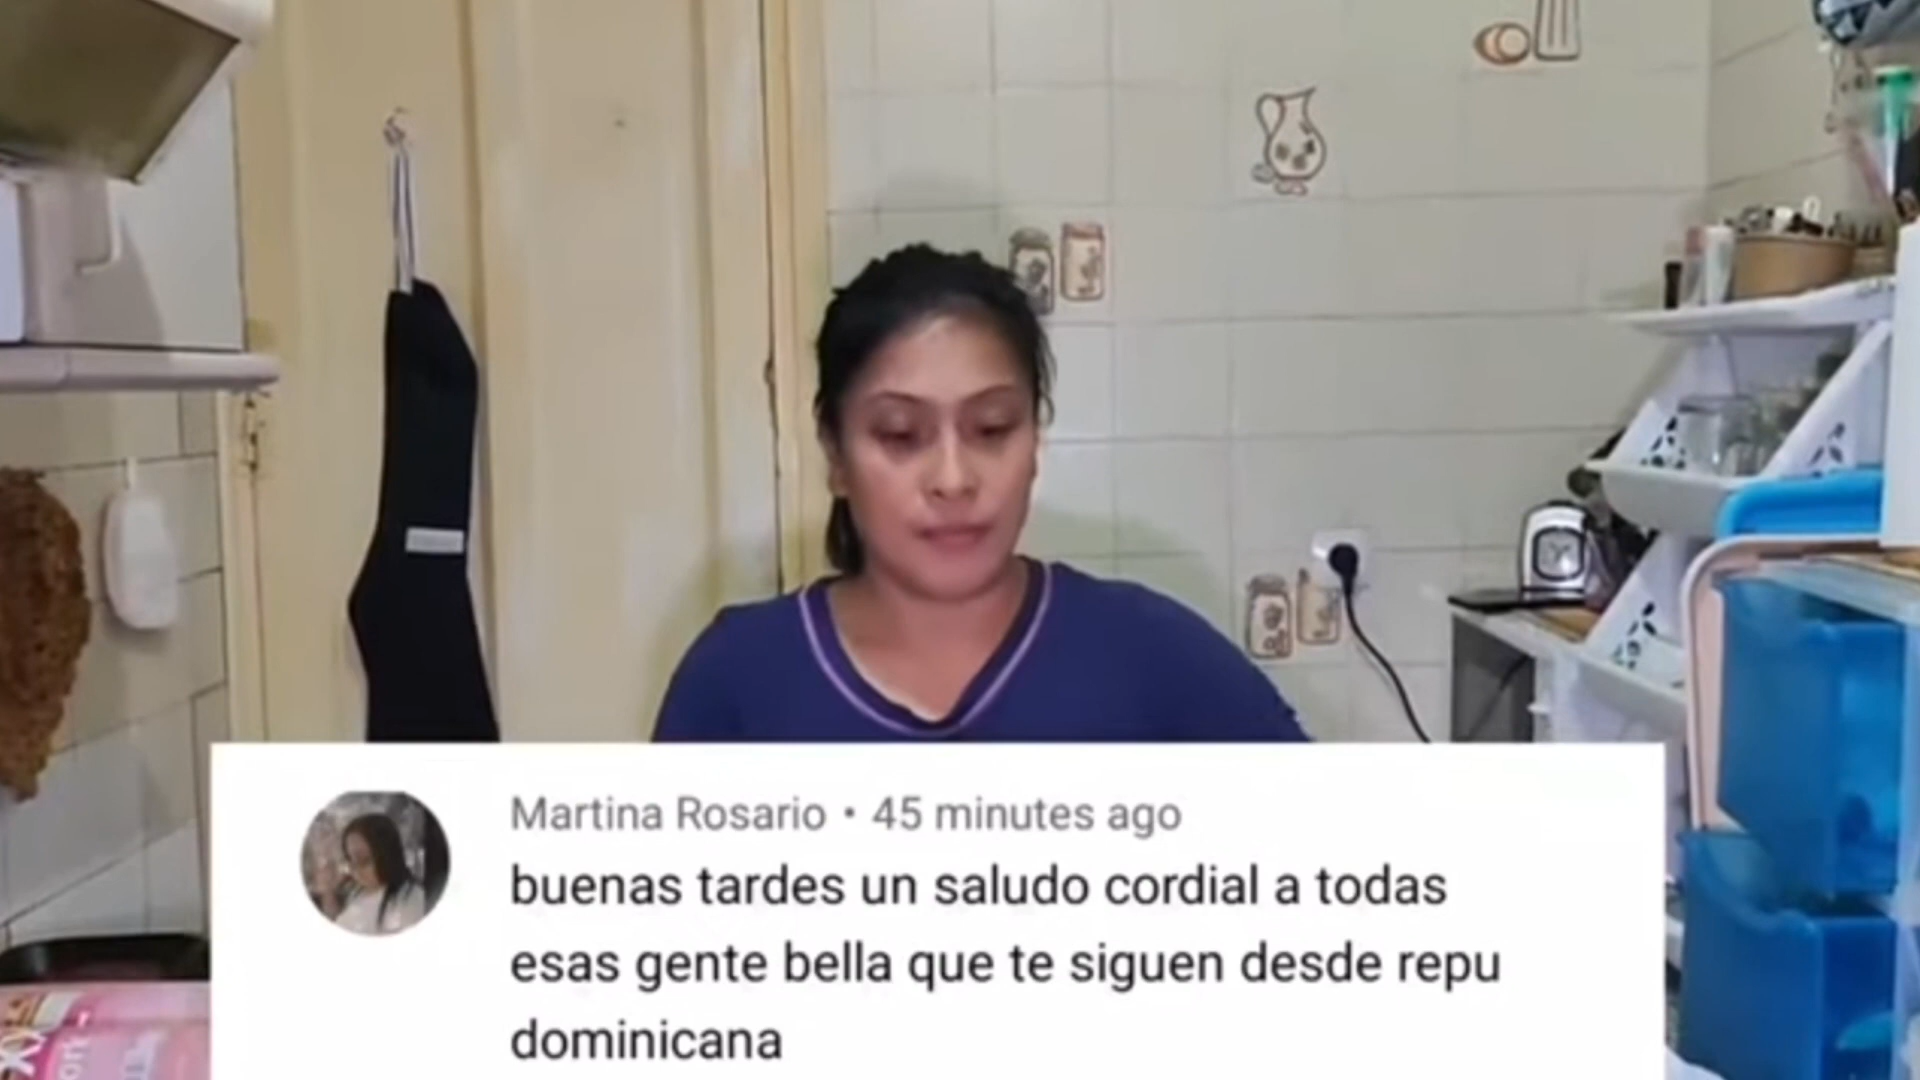 Martina Rosario • 45 minutes ago
buenas tardes un saludo cordial a todas
esas gente bella que te siguen desde repu
dominicana